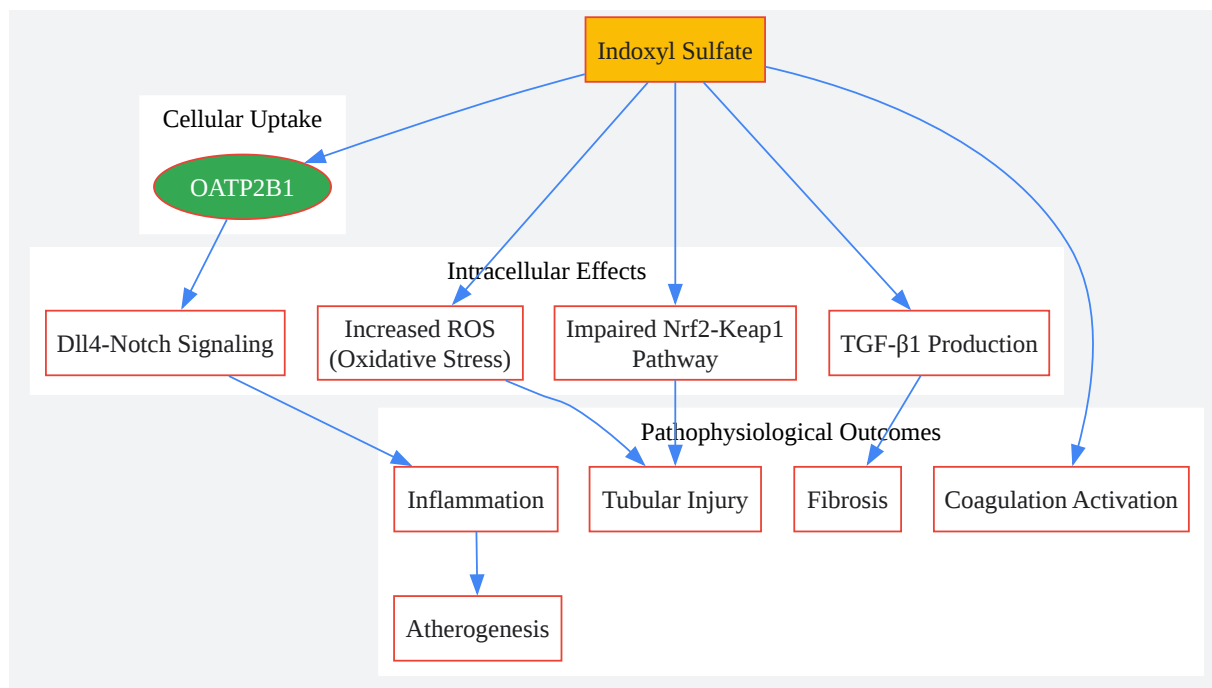 Indoxyl Sulfate
Cellular Uptake
OATP2B1
Intracellular Effects
Dll4-Notch Signaling
Increased ROS
(Oxidative Stress)
Impaired Nrf2-Keap1
Pathway
TGF-β1 Production
Pathophysiological Outcomes
Inflammation
Tubular Injury
Fibrosis
Coagulation Activation
Atherogenesis